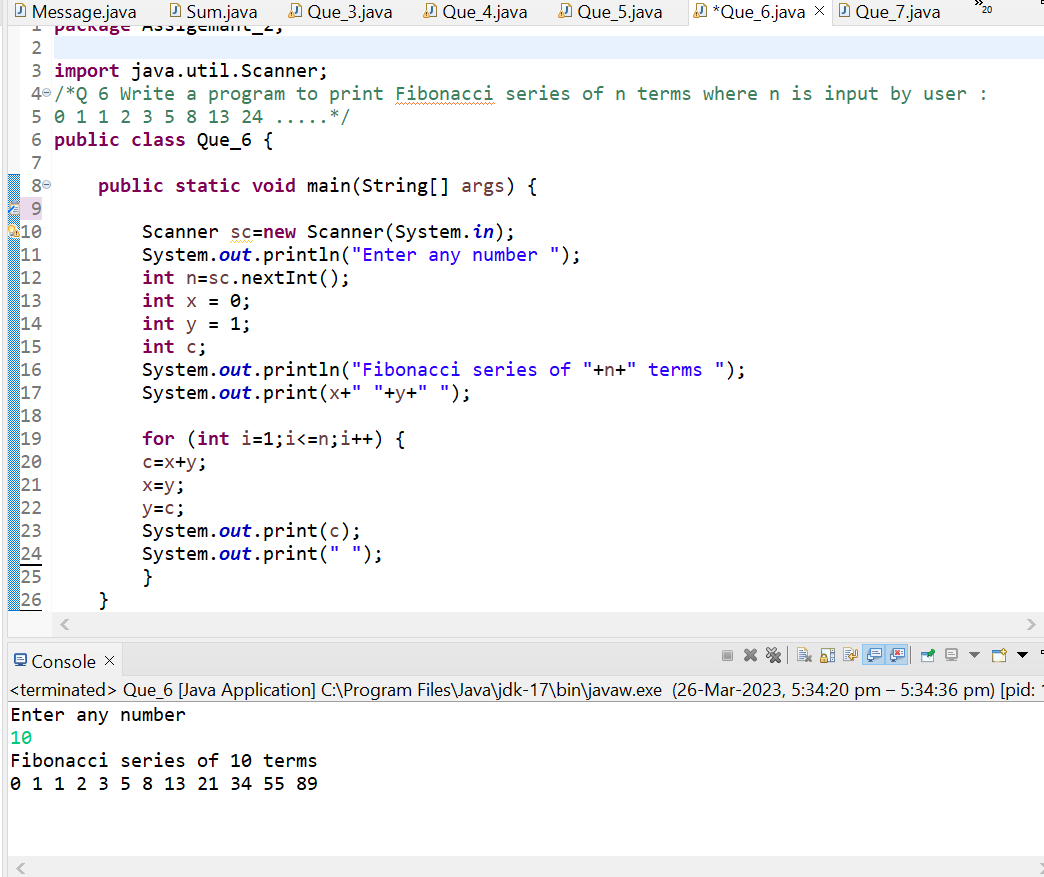 Message.java Sum.java Que_3.java Que_4.java Que_5.java *Que_6.java × Que_7.java »20
1 package Assigemant_2;
2
3 import java.util.Scanner;
4 /*Q 6 Write a program to print Fibonacci series of n terms where n is input by user :
5 0 1 1 2 3 5 8 13 24 .....*/
6 public class Que_6 {
7
8 public static void main(String[] args) {
9
10 Scanner sc=new Scanner(System.in);
11 System.out.println("Enter any number ");
12 int n=sc.nextInt();
13 int x = 0;
14 int y = 1;
15 int c;
16 System.out.println("Fibonacci series of "+n+" terms ");
17 System.out.print(x+" "+y+" ");
18
19 for (int i=1;i<=n;i++) {
20 c=x+y;
21 x=y;
22 y=c;
23 System.out.print(c);
24 System.out.print(" ");
25 }
26 }
Console ×
<terminated> Que_6 [Java Application] C:\Program Files\Java\jdk-17\bin\javaw.exe (26-Mar-2023, 5:34:20 pm – 5:34:36 pm) [pid:
Enter any number
10
Fibonacci series of 10 terms
0 1 1 2 3 5 8 13 21 34 55 89